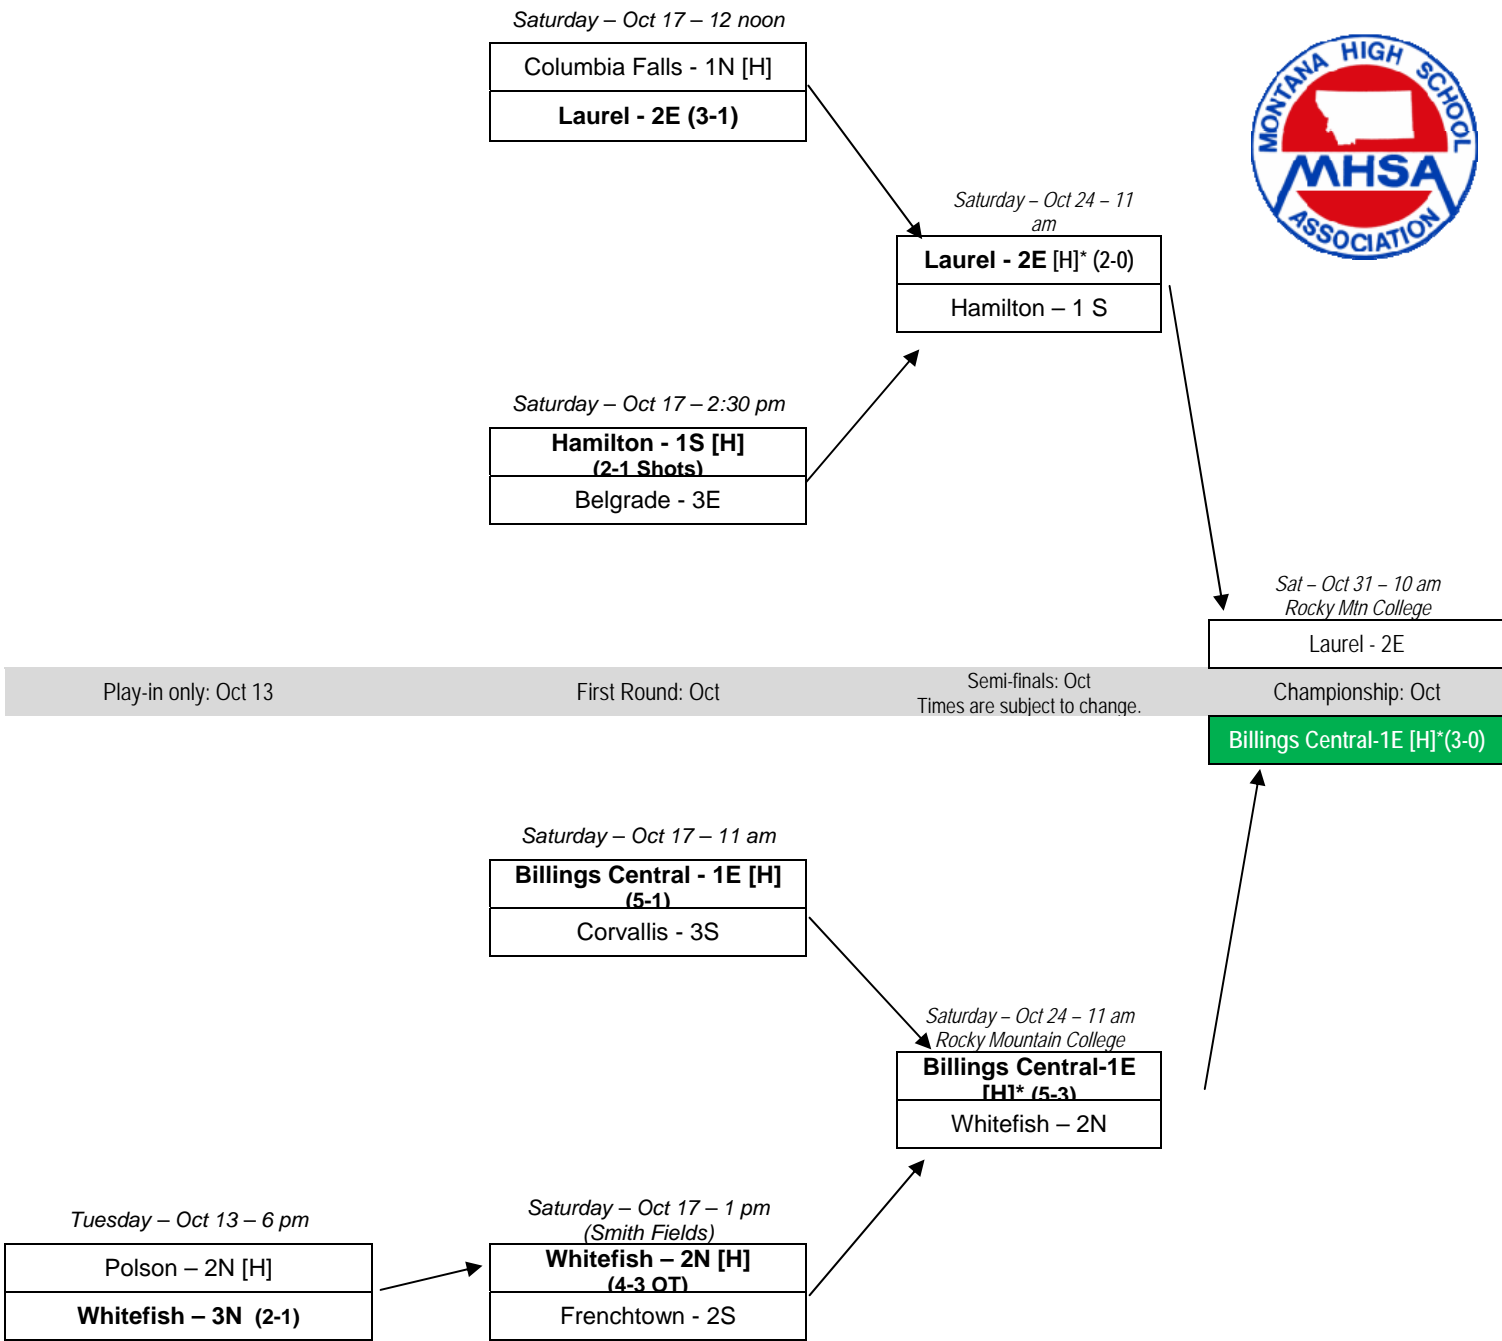 Saturday – Oct 17 – 12 noon
Columbia Falls - 1N [H]
Laurel - 2E (3-1)
MONTANA HIGH SCHOOL
MHSA
ASSOCIATION
Saturday – Oct 24 – 11
am
Laurel - 2E [H]* (2-0)
Hamilton – 1 S
Saturday – Oct 17 – 2:30 pm
Hamilton - 1S [H]
(2-1 Shots)
Belgrade - 3E
Sat – Oct 31 – 10 am
Rocky Mtn College
Laurel - 2E
Play-in only: Oct 13
First Round: Oct
Semi-finals: Oct
Times are subject to change.
Championship: Oct
Billings Central-1E [H]*(3-0)
Saturday – Oct 17 – 11 am
Billings Central - 1E [H]
(5-1)
Corvallis - 3S
Saturday – Oct 24 – 11 am
Rocky Mountain College
Billings Central-1E
[H]* (5-3)
Whitefish – 2N
Tuesday – Oct 13 – 6 pm
Polson – 2N [H]
Whitefish – 3N (2-1)
Saturday – Oct 17 – 1 pm
(Smith Fields)
Whitefish – 2N [H]
(4-3 OT)
Frenchtown - 2S